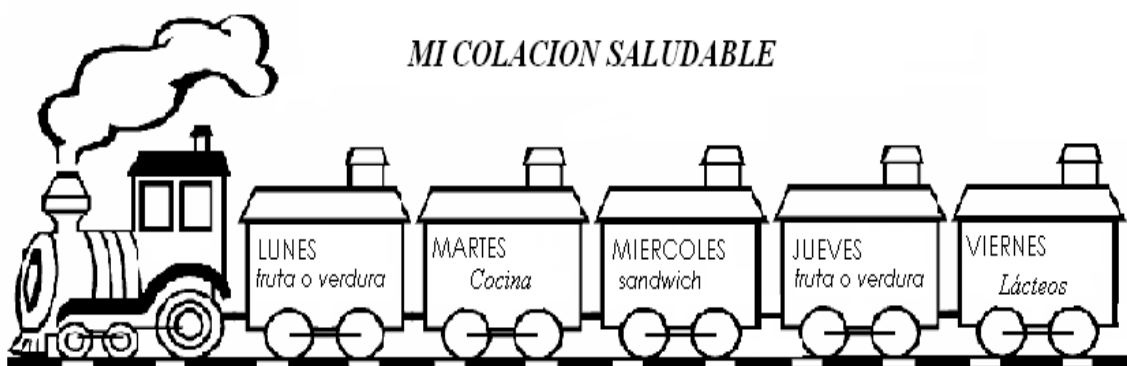 MI COLACION SALUDABLE
LUNES
fruta o verdura
MARTES
Cocina
MIERCOLES
sandwich
JUEVES
fruta o verdura
VIERNES
Lácteos